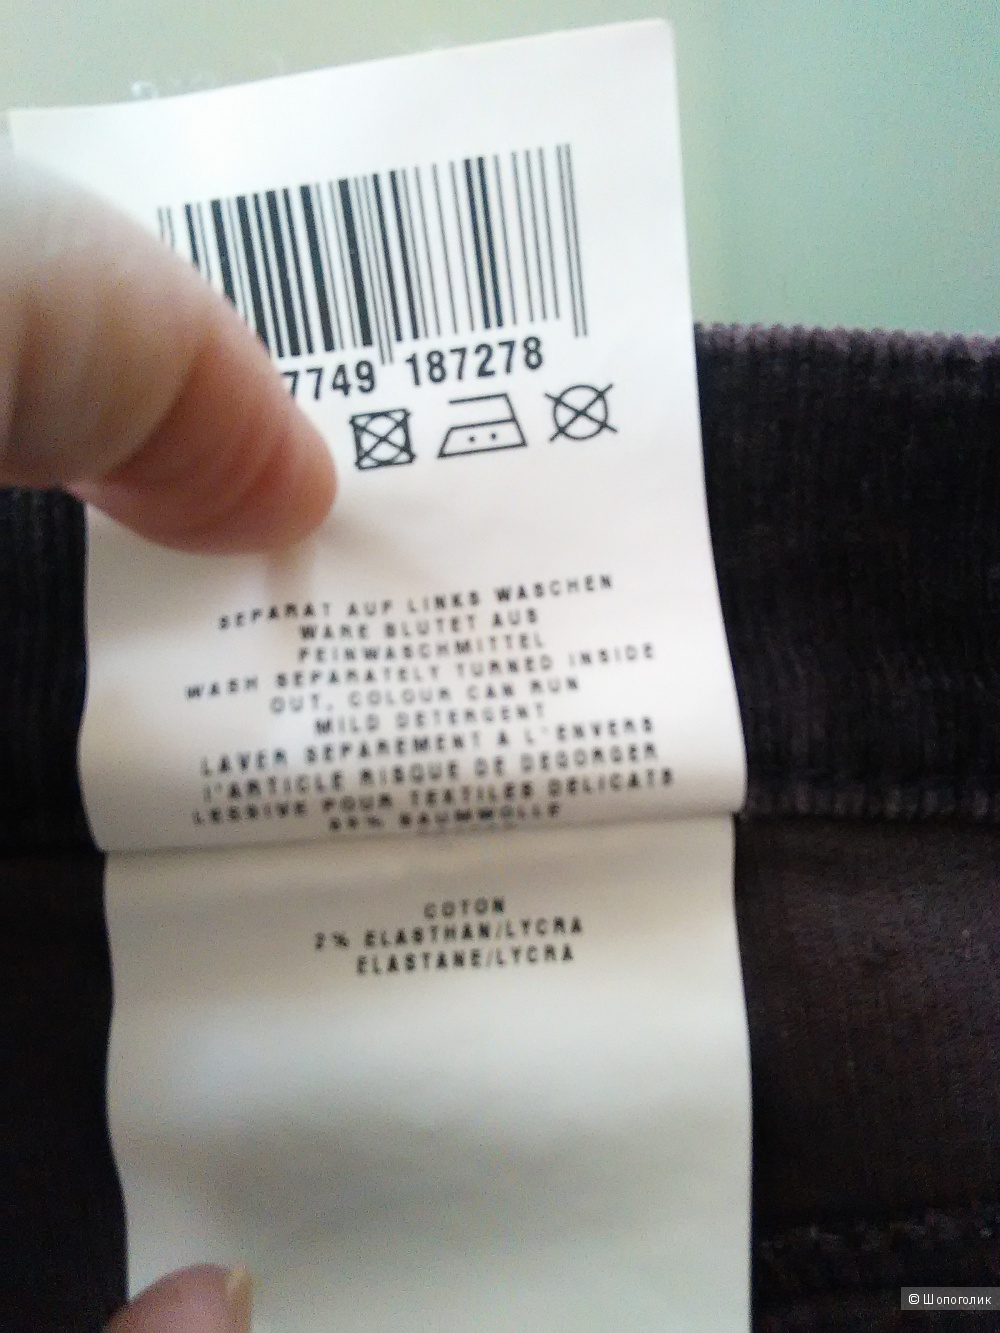 7749 187278
SEPARAT AUF LINKS WASCHEN
WARE BLUTET AUS
FEINWASCHMITTEL
WASH SEPARATELY TURNED INSIDE
OUT, COLOUR CAN RUN
MILD DETERGENT
LAVER SEPAREMENT A L'ENVERS
l'ARTICLE RISQUE DE DEGORGER
LESSIVE POUR TEXTILES DELICATS
BAUMWOLLE
COTON
2% ELASTHAN/LYCRA
ELASTANE/LYCRA
© Шопоголик